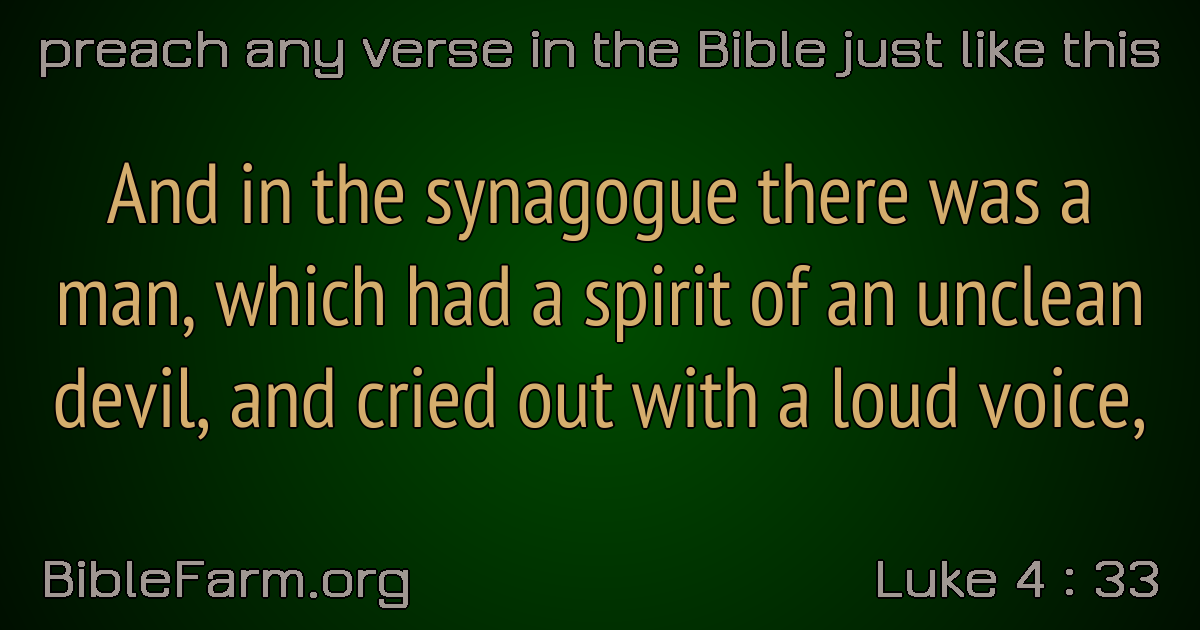 preach any verse in the Bible just like this
And in the synagogue there was a
man, which had a spirit of an unclean
devil, and cried out with a loud voice,
BibleFarm.org
Luke 4 : 33